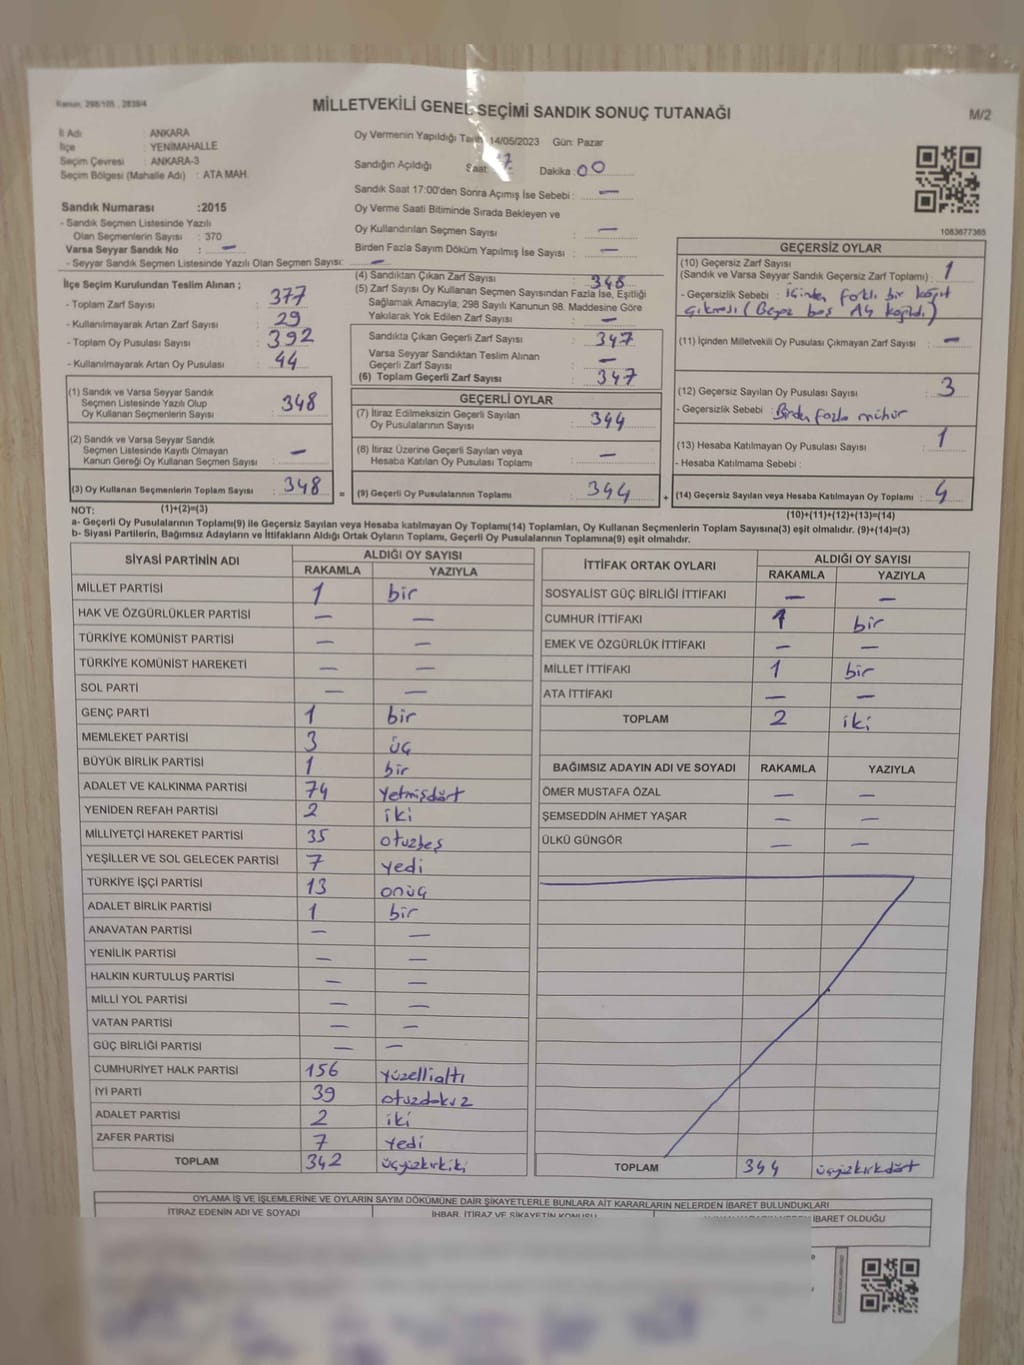 Kanun, 298/105 , 2839/4
MİLLETVEKİLİ GENEL SEÇİMİ SANDIK SONUÇ TUTANAĞI
M/2
İl Adı : ANKARA
İlçe : YENİMAHALLE
Seçim Çevresi : ANKARA-3
Seçim Bölgesi (Mahalle Adı) : ATA MAH.
Sandık Numarası :2015
- Sandık Seçmen Listesinde Yazılı
Olan Seçmenlerin Sayısı : 370
Varsa Seyyar Sandık No : —
- Seyyar Sandık Seçmen Listesinde Yazılı Olan Seçmen Sayısı: —
Oy Vermenin Yapıldığı Tarih 14/05/2023 Gün: Pazar
Sandığın Açıldığı Saat 17 Dakika : 00
Sandık Saat 17:00'den Sonra Açımış İse Sebebi : —
Oy Verme Saati Bitiminde Sırada Bekleyen ve
Oy Kullandırılan Seçmen Sayısı : —
Birden Fazla Sayım Döküm Yapılmış İse Sayısı : —
1083677365
İlçe Seçim Kurulundan Teslim Alınan ;
- Toplam Zarf Sayısı : 377
- Kullanılmayarak Artan Zarf Sayısı : 29
- Toplam Oy Pusulası Sayısı : 392
- Kullanılmayarak Artan Oy Pusulası : 44
(4) Sandıktan Çıkan Zarf Sayısı : 348
(5) Zarf Sayısı Oy Kullanan Seçmen Sayısından Fazla İse, Eşitliği
Sağlamak Amacıyla; 298 Sayılı Kanunun 98. Maddesine Göre
Yakılarak Yok Edilen Zarf Sayısı : —
Sandıkta Çıkan Geçerli Zarf Sayısı : 347
Varsa Seyyar Sandıktan Teslim Alınan
Geçerli Zarf Sayısı : —
(6) Toplam Geçerli Zarf Sayısı : 347
GEÇERSİZ OYLAR
(10) Geçersiz Zarf Sayısı
(Sandık ve Varsa Seyyar Sandık Geçersiz Zarf Toplamı) : 1
- Geçersizlik Sebebi : içinden farklı bir kağıt
çıkması (Beyaz boş A4 kağıdı)
(11) İçinden Milletvekili Oy Pusulası Çıkmayan Zarf Sayısı : —
(12) Geçersiz Sayılan Oy Pusulası Sayısı : 3
- Geçersizlik Sebebi : Birden fazla mühür
(13) Hesaba Katılmayan Oy Pusulası Sayısı : 1
- Hesaba Katılmama Sebebi :
(14) Geçersiz Sayılan veya Hesaba Katılmayan Oy Toplamı : 4
(10)+(11)+(12)+(13)=(14)
(1) Sandık ve Varsa Seyyar Sandık
Seçmen Listesinde Yazılı Olup
Oy Kullanan Seçmenlerin Sayısı : 348
(2) Sandık ve Varsa Seyyar Sandık
Seçmen Listesinde Kayıtlı Olmayan
Kanun Gereği Oy Kullanan Seçmen Sayısı : —
(3) Oy Kullanan Seçmenlerin Toplam Sayısı : 348 =
GEÇERLİ OYLAR
(7) İtiraz Edilmeksizin Geçerli Sayılan
Oy Pusulalarının Sayısı : 344
(8) İtiraz Üzerine Geçerli Sayılan veya
Hesaba Katılan Oy Pusulası Toplamı : —
(9) Geçerli Oy Pusulalarının Toplamı : 344 +
NOT: (1)+(2)=(3)
a- Geçerli Oy Pusulalarının Toplamı(9) ile Geçersiz Sayılan veya Hesaba katılmayan Oy Toplamı(14) Toplamları, Oy Kullanan Seçmenlerin Toplam Sayısına(3) eşit olmalıdır. (9)+(14)=(3)
b- Siyasi Partilerin, Bağımsız Adayların ve İttifakların Aldığı Ortak Oyların Toplamı, Geçerli Oy Pusulalarının Toplamına(9) eşit olmalıdır.
SİYASİ PARTİNİN ADI ALDIĞI OY SAYISI
RAKAMLA YAZIYLA
MİLLET PARTİSİ 1 bir
HAK VE ÖZGÜRLÜKLER PARTİSİ — —
TÜRKİYE KOMÜNİST PARTİSİ — —
TÜRKİYE KOMÜNİST HAREKETİ — —
SOL PARTİ — —
GENÇ PARTİ 1 bir
MEMLEKET PARTİSİ 3 üç
BÜYÜK BİRLİK PARTİSİ 1 bir
ADALET VE KALKINMA PARTİSİ 74 yetmişdört
YENİDEN REFAH PARTİSİ 2 iki
MİLLİYETÇİ HAREKET PARTİSİ 35 otuzbeş
YEŞİLLER VE SOL GELECEK PARTİSİ 7 yedi
TÜRKİYE İŞÇİ PARTİSİ 13 onüç
ADALET BİRLİK PARTİSİ 1 bir
ANAVATAN PARTİSİ — —
YENİLİK PARTİSİ — —
HALKIN KURTULUŞ PARTİSİ — —
MİLLİ YOL PARTİSİ — —
VATAN PARTİSİ — —
GÜÇ BİRLİĞİ PARTİSİ — —
CUMHURİYET HALK PARTİSİ 156 yüzellialtı
İYİ PARTİ 39 otuzdokuz
ADALET PARTİSİ 2 iki
ZAFER PARTİSİ 7 yedi
TOPLAM 342 üçyüzkırkiki
İTTİFAK ORTAK OYLARI ALDIĞI OY SAYISI
RAKAMLA YAZIYLA
SOSYALİST GÜÇ BİRLİĞİ İTTİFAKI — —
CUMHUR İTTİFAKI 1 bir
EMEK VE ÖZGÜRLÜK İTTİFAKI — —
MİLLET İTTİFAKI 1 bir
ATA İTTİFAKI — —
TOPLAM 2 iki
BAĞIMSIZ ADAYIN ADI VE SOYADI RAKAMLA YAZIYLA
ÖMER MUSTAFA ÖZAL — —
ŞEMSEDDİN AHMET YAŞAR — —
ÜLKÜ GÜNGÖR — —
TOPLAM 344 üçyüzkırkdört
OYLAMA İŞ VE İŞLEMLERİNE VE OYLARIN SAYIM DÖKÜMÜNE DAİR ŞİKAYETLERLE BUNLARA AİT KARARLARIN NELERDEN İBARET BULUNDUKLARI
İTİRAZ EDENİN ADI VE SOYADI
İHBAR, İTİRAZ VE ŞİKAYETİN KONUSU
İBARET OLDUĞU